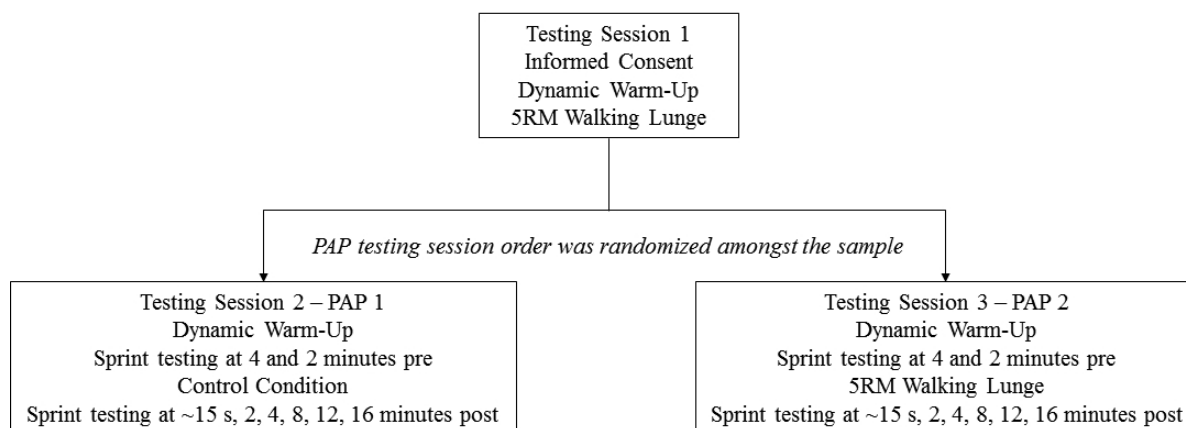 Testing Session 1
Informed Consent
Dynamic Warm-Up
5RM Walking Lunge
PAP testing session order was randomized amongst the sample
Testing Session 2 – PAP 1
Dynamic Warm-Up
Sprint testing at 4 and 2 minutes pre
Control Condition
Sprint testing at ~15 s, 2, 4, 8, 12, 16 minutes post
Testing Session 3 – PAP 2
Dynamic Warm-Up
Sprint testing at 4 and 2 minutes pre
5RM Walking Lunge
Sprint testing at ~15 s, 2, 4, 8, 12, 16 minutes post